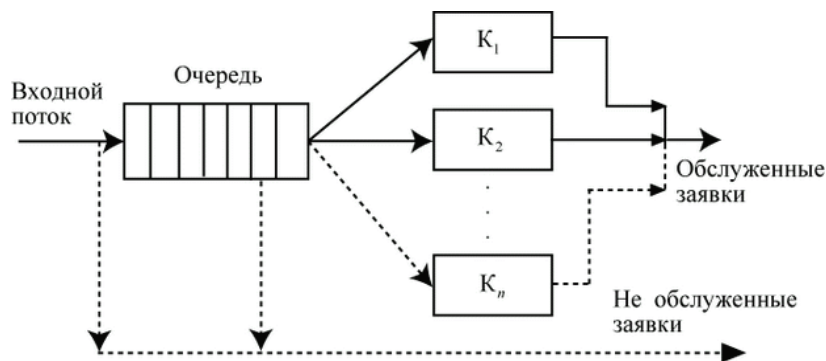 Очередь
Входной
поток
К1
К2
Кn
Обслуженные
заявки
Не обслуженные
заявки